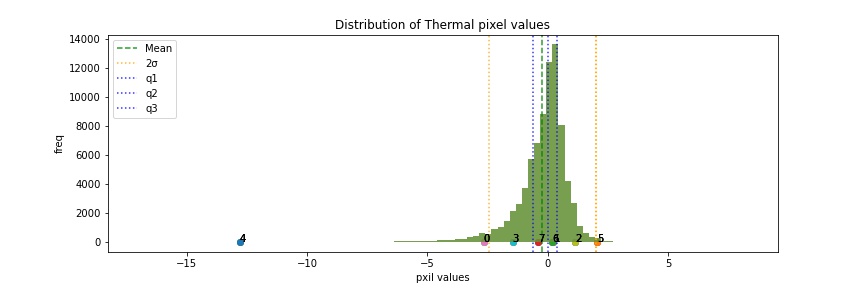 Distribution of Thermal pixel values
Mean
2σ
q1
q2
q3
14000
12000
10000
8000
6000
4000
2000
0
freq
4
0
3
7
6
2
5
−15
−10
−5
0
5
pxil values